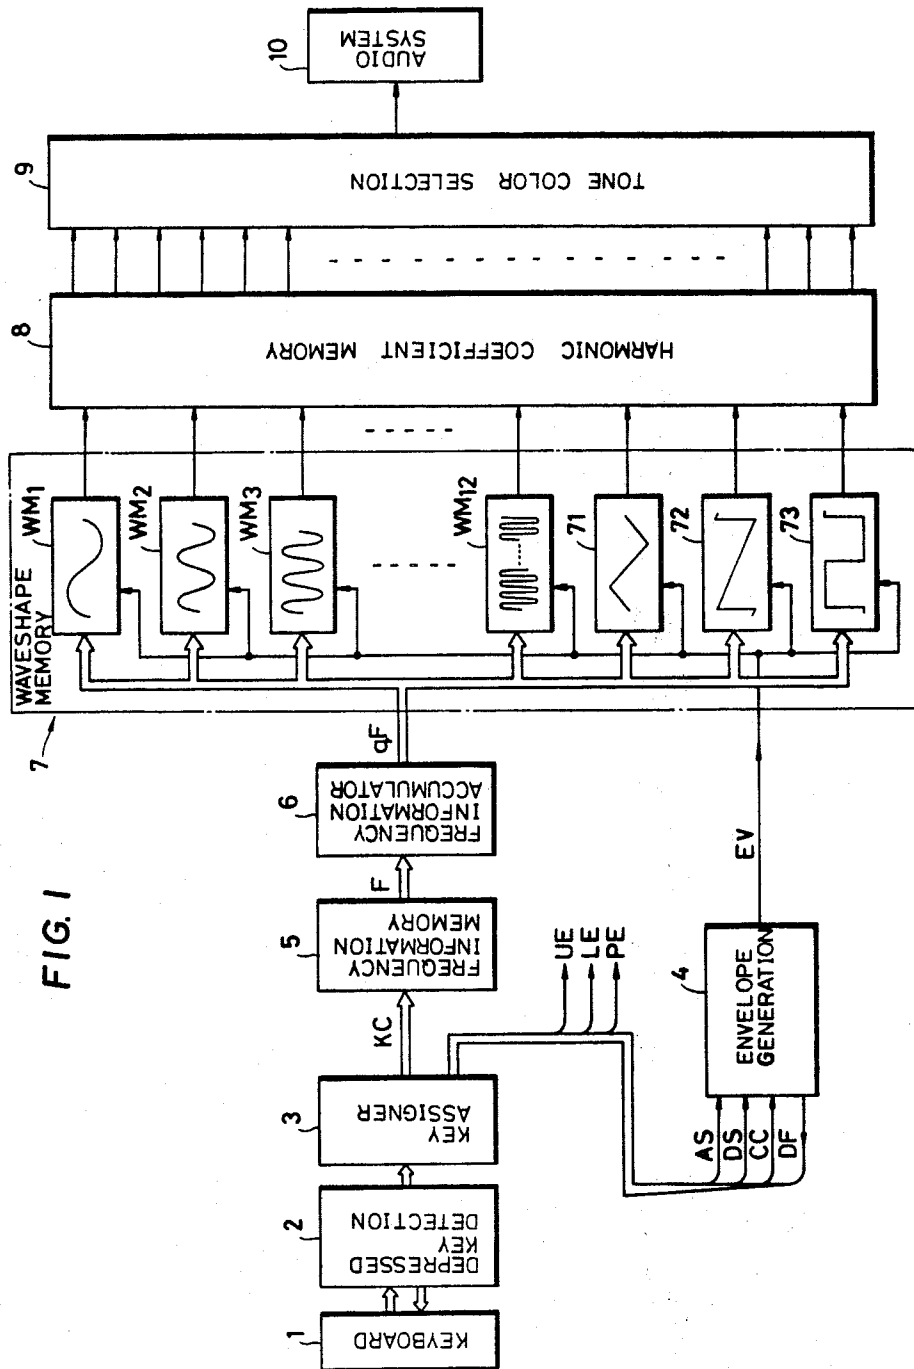 FIG. 1
1
KEYBOARD
2
DEPRESSED
KEY
DETECTION
3
KEY
ASSIGNER
KC
5
FREQUENCY
INFORMATION
MEMORY
F
6
FREQUENCY
INFORMATION
ACCUMULATOR
qF
UE
LE
PE
AS
DS
CC
DF
4
ENVELOPE
GENERATION
EV
7
WAVESHAPE
MEMORY
WM1
WM2
WM3
WM12
71
72
73
8
HARMONIC COEFFICIENT MEMORY
9
TONE COLOR SELECTION
10
AUDIO
SYSTEM